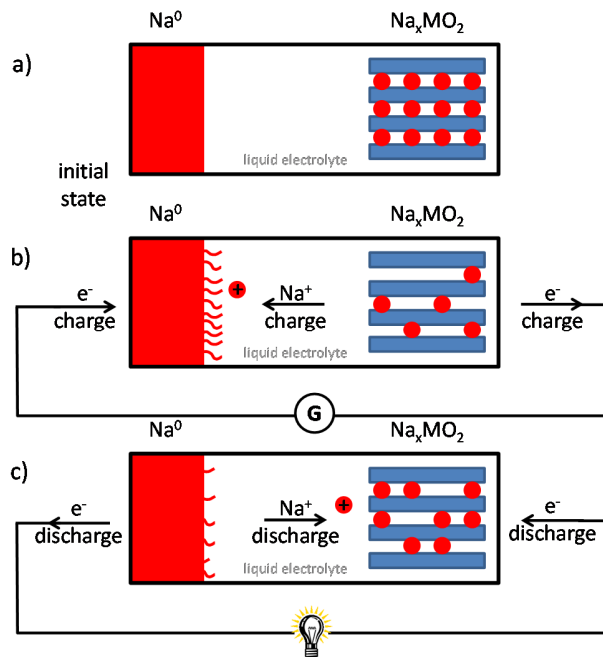 Na⁰ NaₓMO₂
a)
liquid electrolyte
initial
state
Na⁰ NaₓMO₂
b)
e⁻ Na⁺ e⁻
charge charge charge
liquid electrolyte
G
Na⁰ NaₓMO₂
c)
+
e⁻ Na⁺ + e⁻
discharge discharge discharge
liquid electrolyte